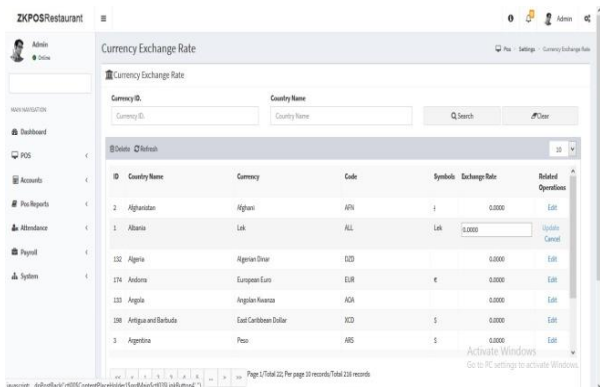 ZKPOSRestaurant
Admin
Admin
Online
Currency Exchange Rate
Pos - Settings - Currency Exchange Rate
Currency Exchange Rate
Currency ID.
Country Name
Currency ID.
Country Name
Search
Clear
MAIN NAVIGATION
Dashboard
POS
Accounts
Pos Reports
Attendance
Payroll
System
Delete Refresh
10
ID Country Name Currency Code Symbols Exchange Rate Related Operations
2 Afghanistan Afghani AFN 0.0000 Edit
1 Albania Lek ALL Lek 0.0000 Update Cancel
132 Algeria Algerian Dinar DZD 0.0000 Edit
174 Andorra European Euro EUR € 0.0000 Edit
133 Angola Angolan Kwanza AOA 0.0000 Edit
198 Antigua and Barbuda East Caribbean Dollar XCD $ 0.0000 Edit
3 Argentina Peso ARS $ 0.0000 Edit
Page 1/Total 22; Per page 10 records/Total 216 records
Activate Windows
Go to PC settings to activate Windows.